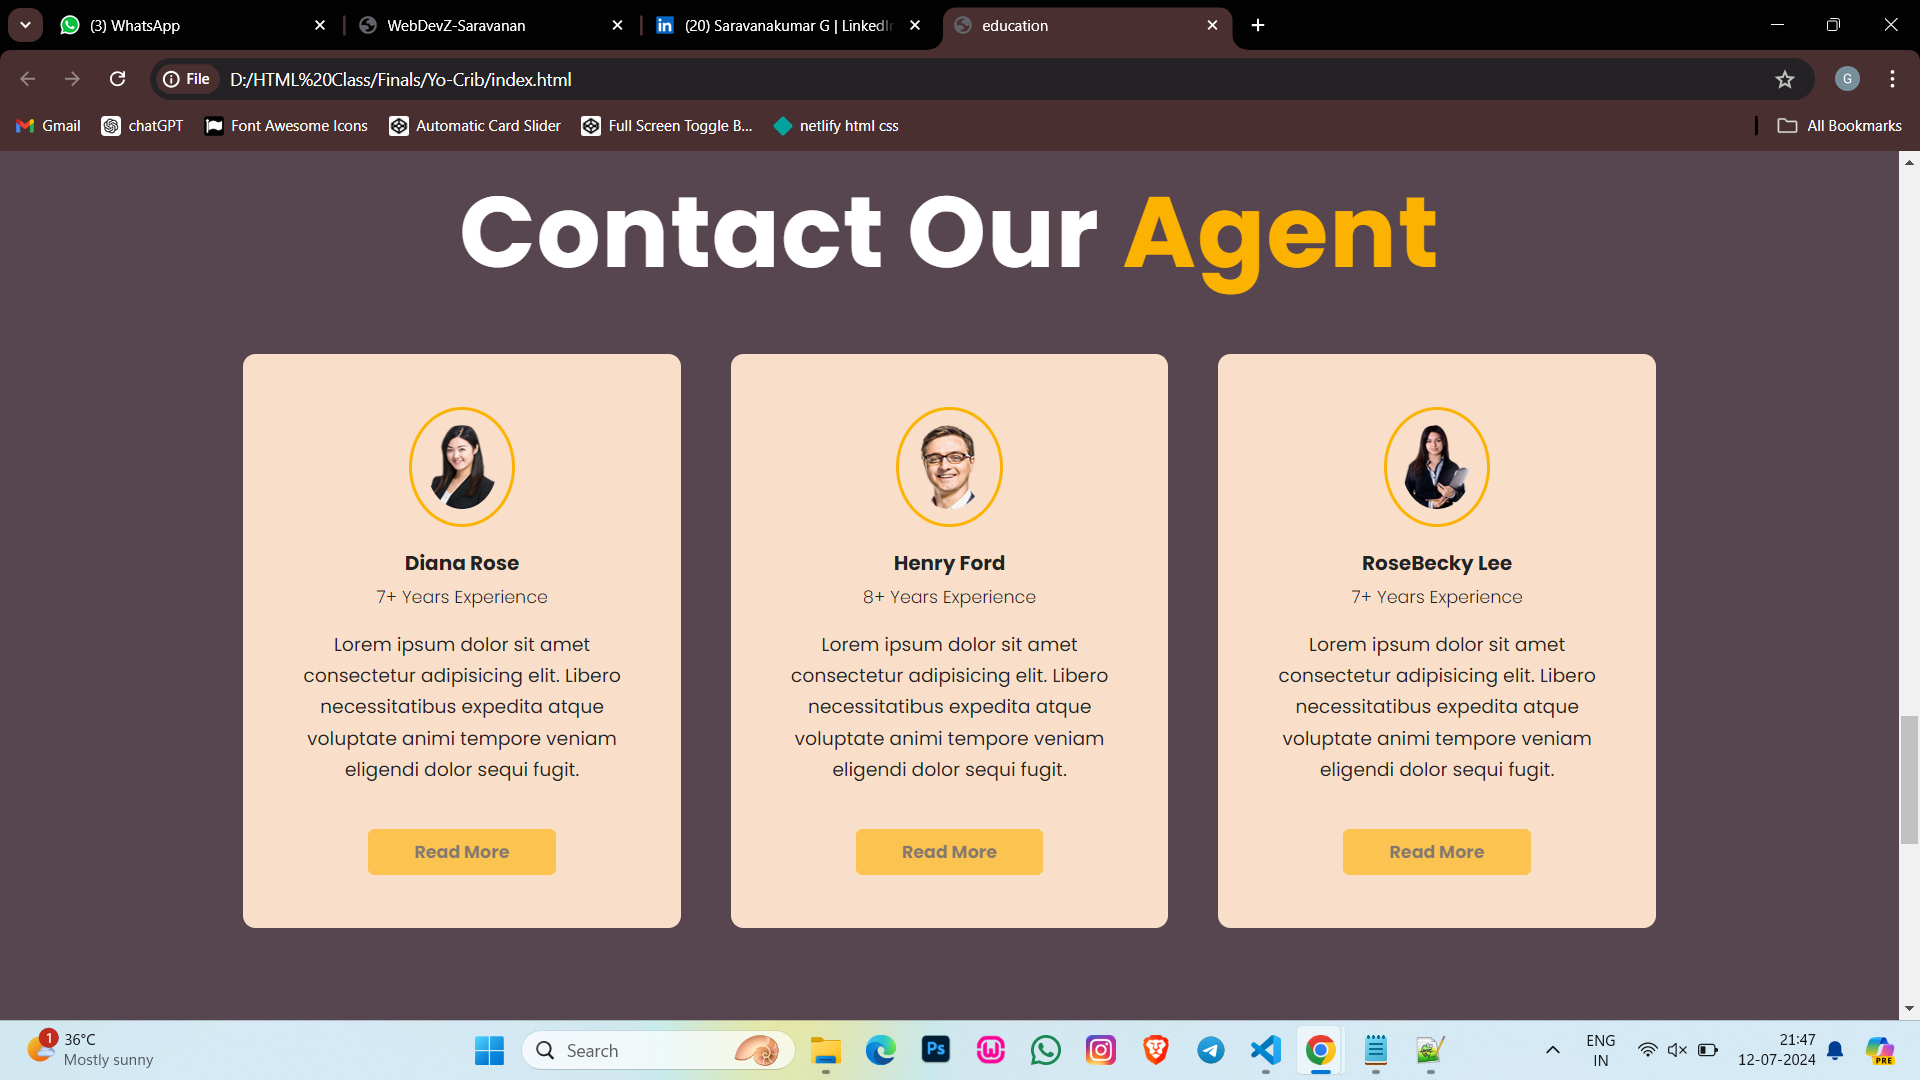 (3) WhatsApp
WebDevZ-Saravanan
(20) Saravanakumar G | LinkedIn
education
File
D:/HTML%20Class/Finals/Yo-Crib/index.html
G
Gmail
chatGPT
Font Awesome Icons
Automatic Card Slider
Full Screen Toggle B...
netlify html css
All Bookmarks
Contact Our Agent
Diana Rose
7+ Years Experience
Lorem ipsum dolor sit amet
consectetur adipisicing elit. Libero
necessitatibus expedita atque
voluptate animi tempore veniam
eligendi dolor sequi fugit.
Read More
Henry Ford
8+ Years Experience
Lorem ipsum dolor sit amet
consectetur adipisicing elit. Libero
necessitatibus expedita atque
voluptate animi tempore veniam
eligendi dolor sequi fugit.
Read More
RoseBecky Lee
7+ Years Experience
Lorem ipsum dolor sit amet
consectetur adipisicing elit. Libero
necessitatibus expedita atque
voluptate animi tempore veniam
eligendi dolor sequi fugit.
Read More
1
36°C
Mostly sunny
Search
Ps
ENG
IN
21:47
12-07-2024
PRE